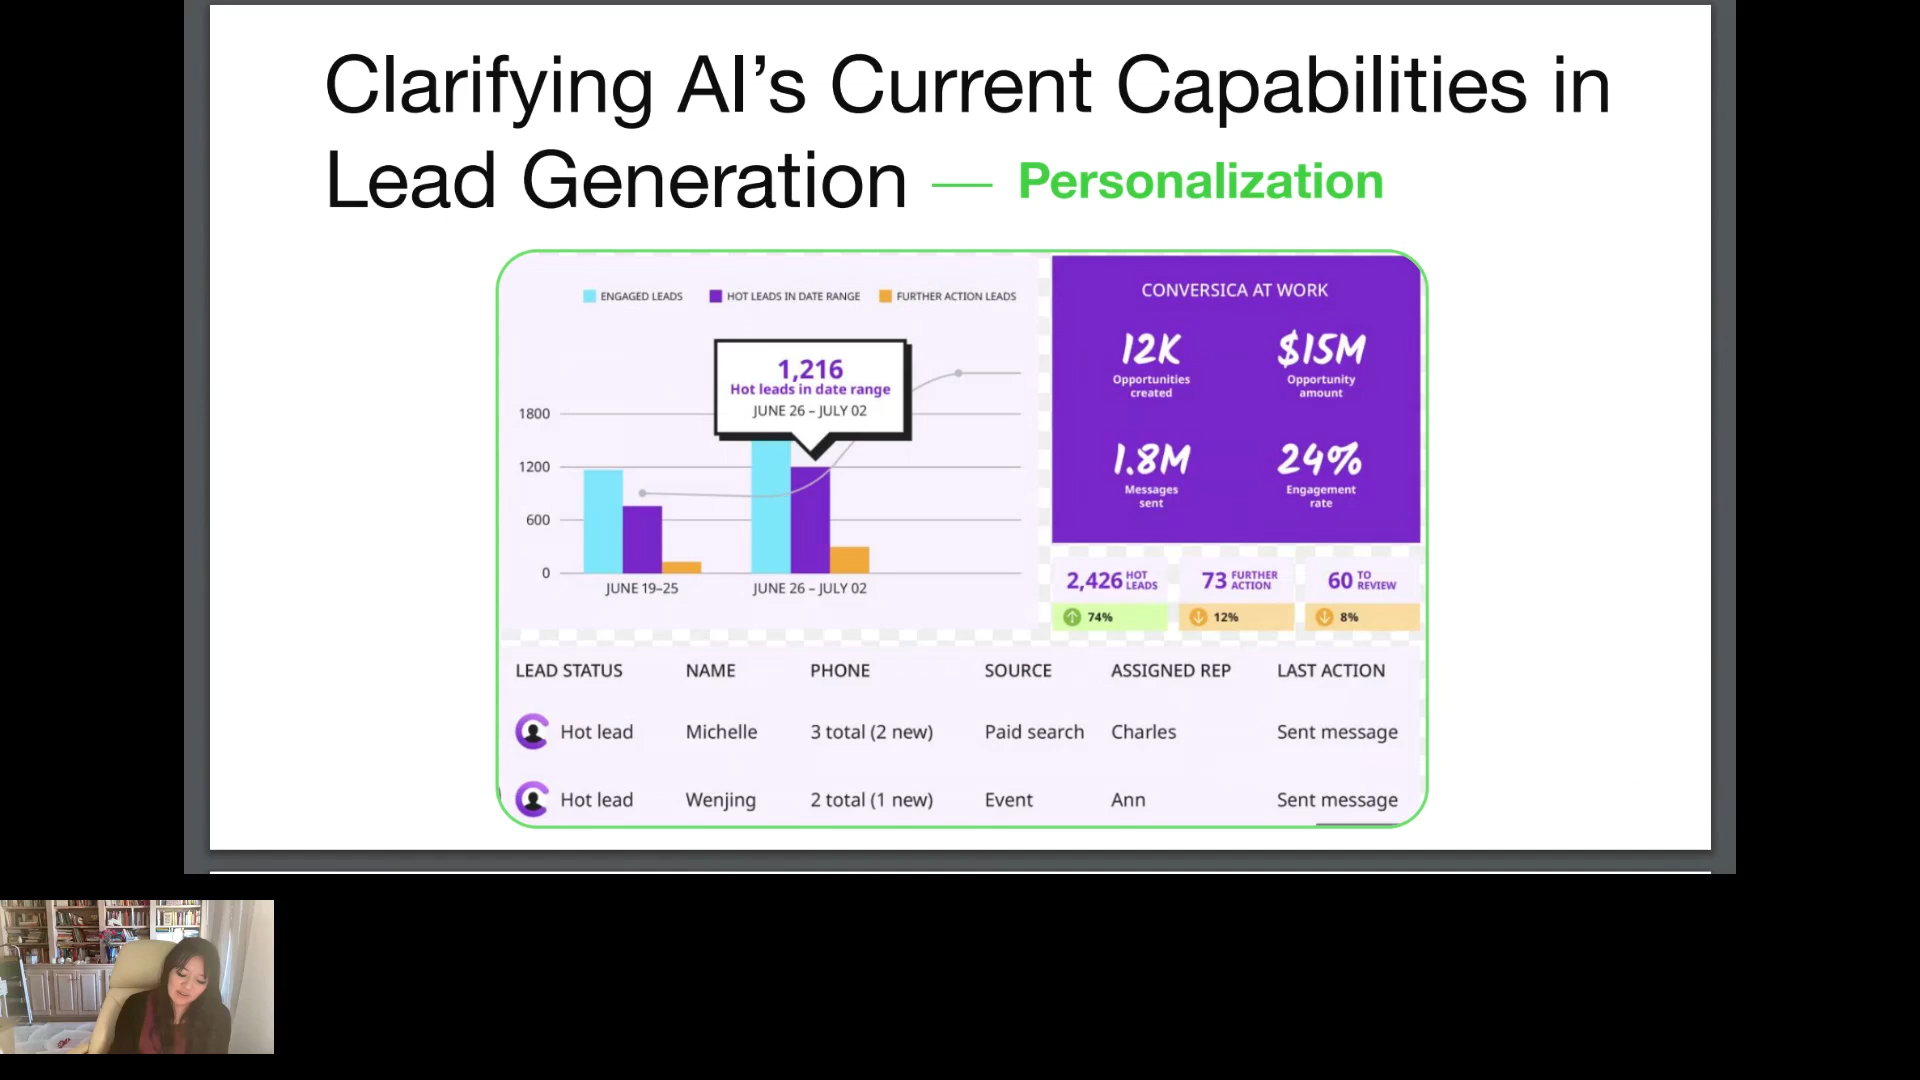 Clarifying AI’s Current Capabilities in
Lead Generation — Personalization
ENGAGED LEADS HOT LEADS IN DATE RANGE FURTHER ACTION LEADS
1,216
Hot leads in date range
JUNE 26 – JULY 02
1800
1200
600
0
JUNE 19–25 JUNE 26 – JULY 02
CONVERSICA AT WORK
12K $15M
Opportunities Opportunity
created amount
1.8M 24%
Messages Engagement
sent rate
2,426 HOT LEADS
74%
73 FURTHER ACTION
12%
60 TO REVIEW
8%
LEAD STATUS NAME PHONE SOURCE ASSIGNED REP LAST ACTION
Hot lead Michelle 3 total (2 new) Paid search Charles Sent message
Hot lead Wenjing 2 total (1 new) Event Ann Sent message